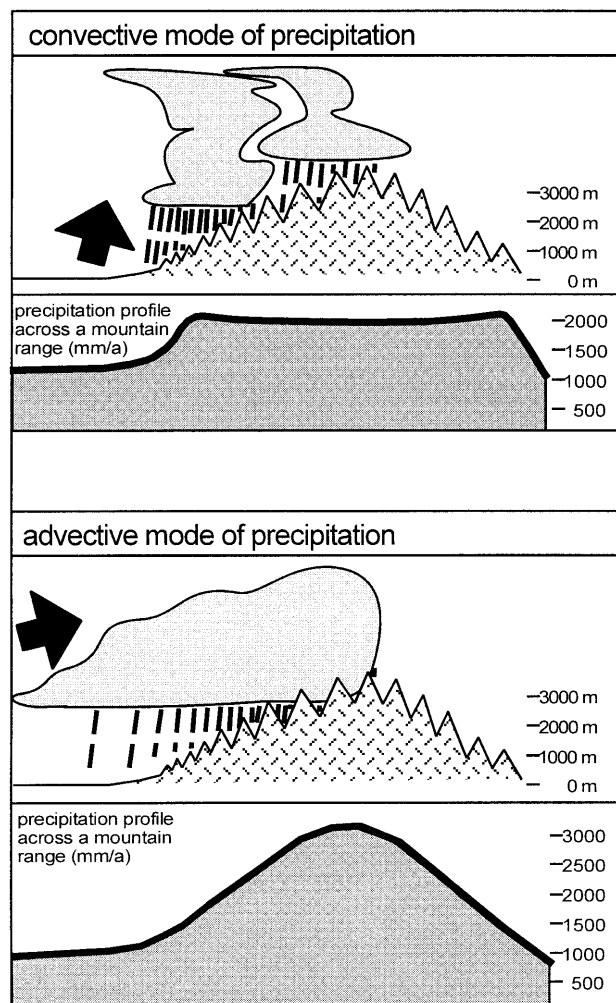 convective mode of precipitation
3000 m
2000 m
1000 m
0 m
precipitation profile
across a mountain
range (mm/a)
2000
1500
1000
500
advective mode of precipitation
3000 m
2000 m
1000 m
0 m
precipitation profile
across a mountain
range (mm/a)
3000
2500
2000
1500
1000
500